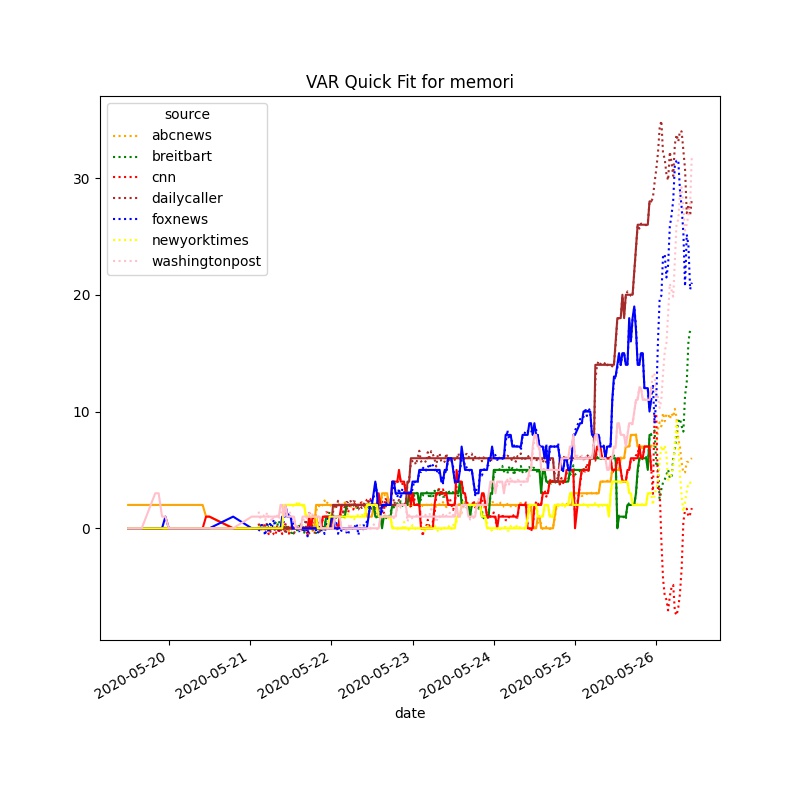 VAR Quick Fit for memori
source
abcnews
breitbart
cnn
dailycaller
foxnews
newyorktimes
washingtonpost
30
20
10
0
2020-05-20
2020-05-21
2020-05-22
2020-05-23
2020-05-24
2020-05-25
2020-05-26
date